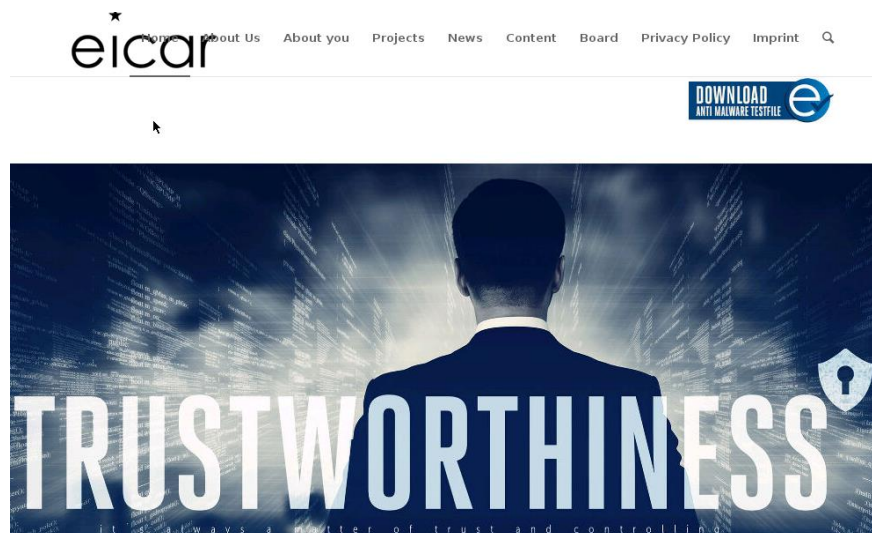 eicar
Home About Us About you Projects News Content Board Privacy Policy Imprint
DOWNLOAD
ANTI MALWARE TESTFILE
TRUSTWORTHINESS
it's always a matter of trust and controlling